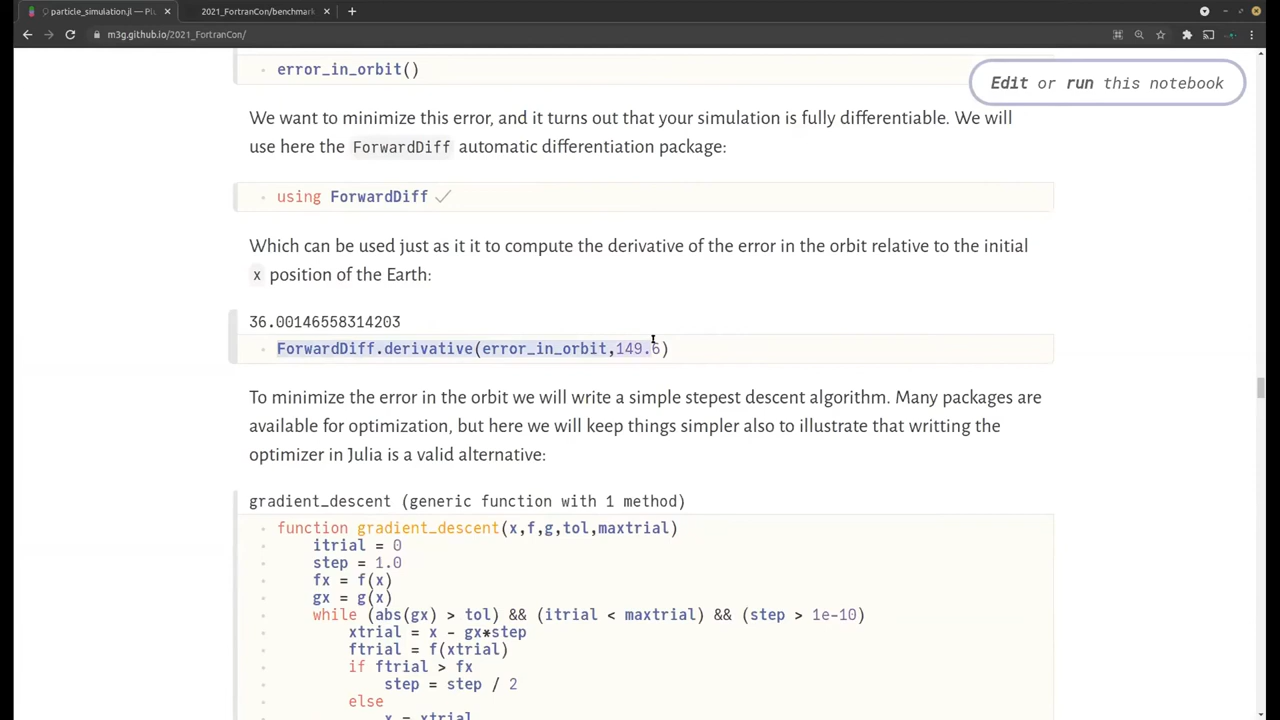 particle_simulation.jl — Plu
2021_FortranCon/benchmark
m3g.github.io/2021_FortranCon/
error_in_orbit()
Edit or run this notebook
We want to minimize this error, and it turns out that your simulation is fully differentiable. We will
use here the ForwardDiff automatic differentiation package:
using ForwardDiff ✓
Which can be used just as it it to compute the derivative of the error in the orbit relative to the initial
x position of the Earth:
36.00146558314203
ForwardDiff.derivative(error_in_orbit,149.6)
To minimize the error in the orbit we will write a simple stepest descent algorithm. Many packages are
available for optimization, but here we will keep things simpler also to illustrate that writting the
optimizer in Julia is a valid alternative:
gradient_descent (generic function with 1 method)
function gradient_descent(x,f,g,tol,maxtrial)
itrial = 0
step = 1.0
fx = f(x)
gx = g(x)
while (abs(gx) > tol) && (itrial < maxtrial) && (step > 1e-10)
xtrial = x - gx*step
ftrial = f(xtrial)
if ftrial > fx
step = step / 2
else
x = xtrial